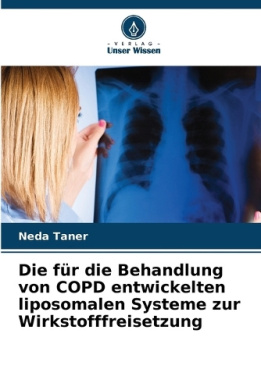 VERLAG
Unser Wissen
Neda Taner
Die für die Behandlung
von COPD entwickelten
liposomalen Systeme zur
Wirkstofffreisetzung